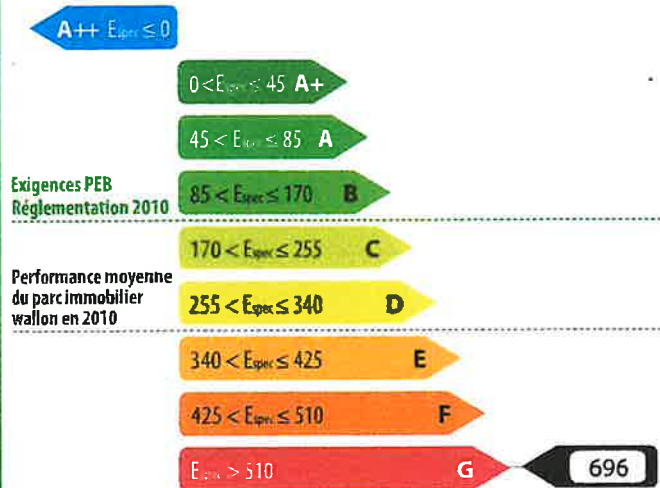 A++ Espec ≤ 0
0 < Espec ≤ 45 A+
45 < Espec ≤ 85 A
Exigences PEB
Réglementation 2010
85 < Espec ≤ 170 B
170 < Espec ≤ 255 C
Performance moyenne
du parc immobilier
wallon en 2010
255 < Espec ≤ 340 D
340 < Espec ≤ 425 E
425 < Espec ≤ 510 F
Espec > 510 G
696